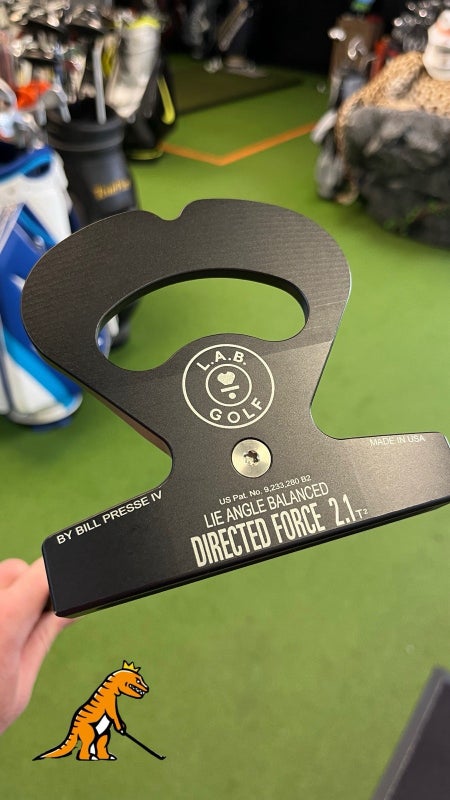 L.A.B.
GOLF
MADE IN USA
US Pat. No. 9,233,280 B2
BY BILL PRESSE IV
LIE ANGLE BALANCED
DIRECTED FORCE 2.1 T²